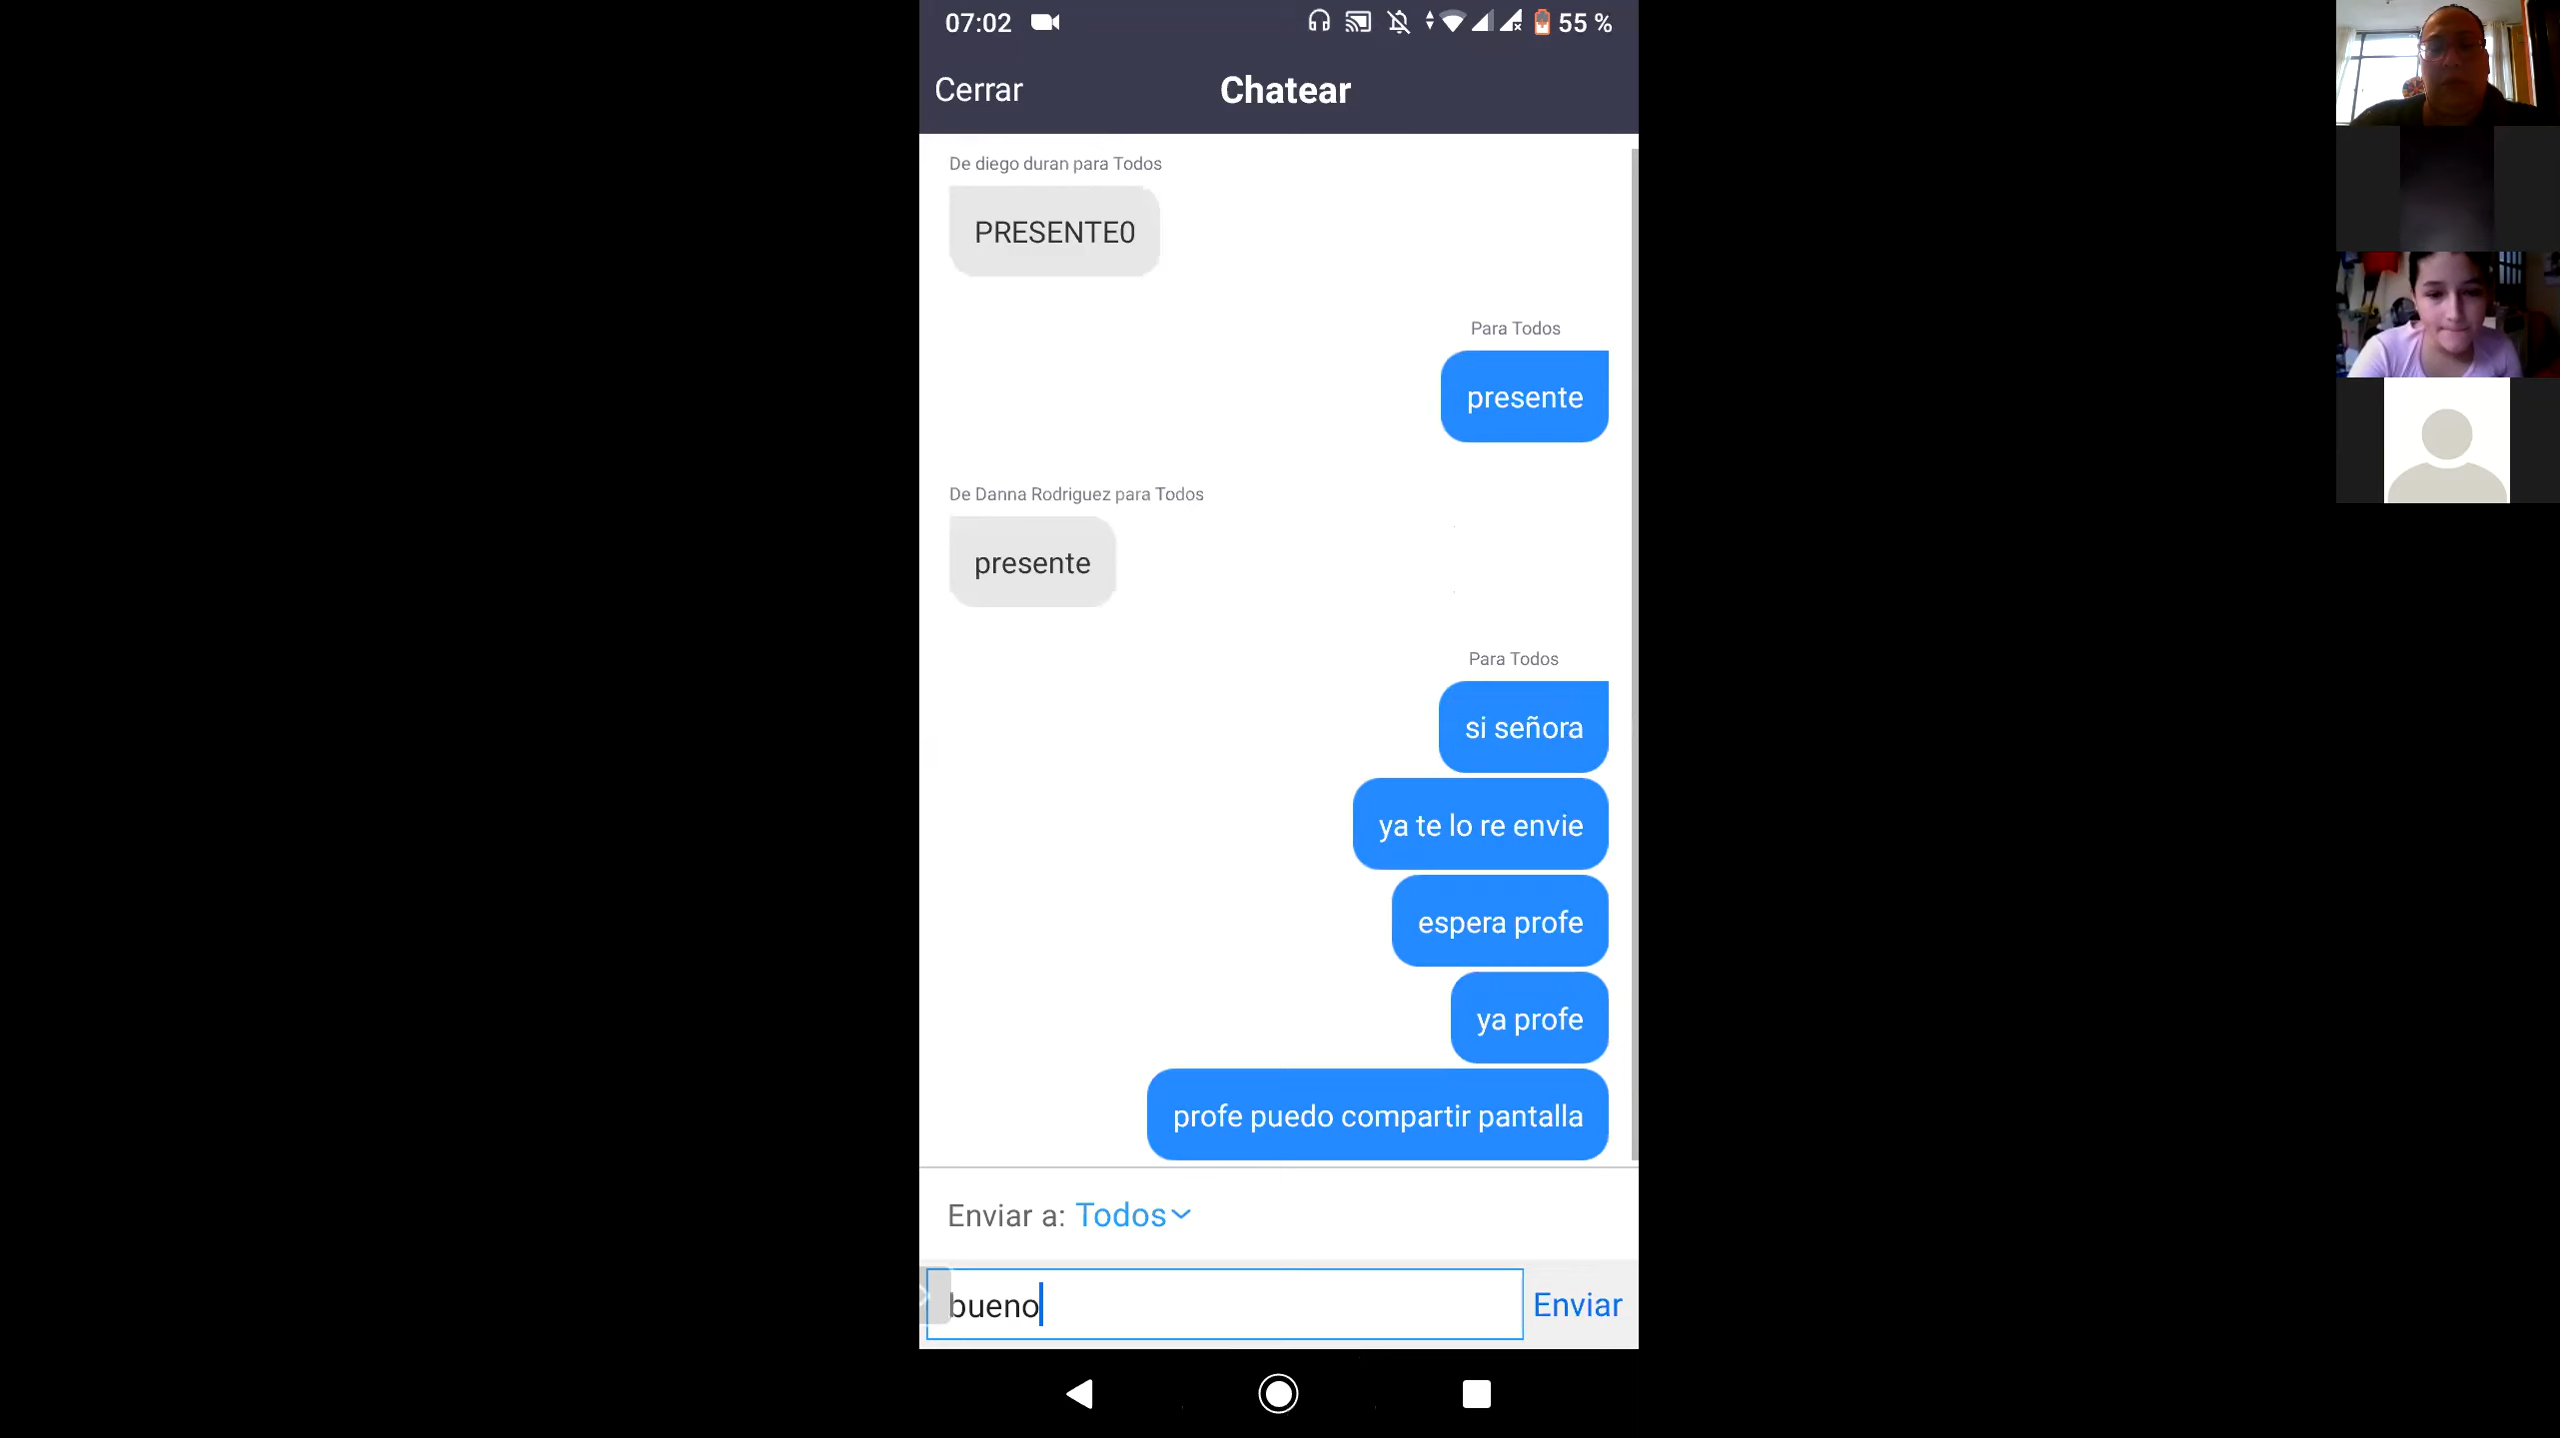 07:02 55 %
Cerrar Chatear
De diego duran para Todos
PRESENTE0
Para Todos
presente
De Danna Rodriguez para Todos
presente
Para Todos
si señora
ya te lo re envie
espera profe
ya profe
profe puedo compartir pantalla
Enviar a: Todos
bueno Enviar